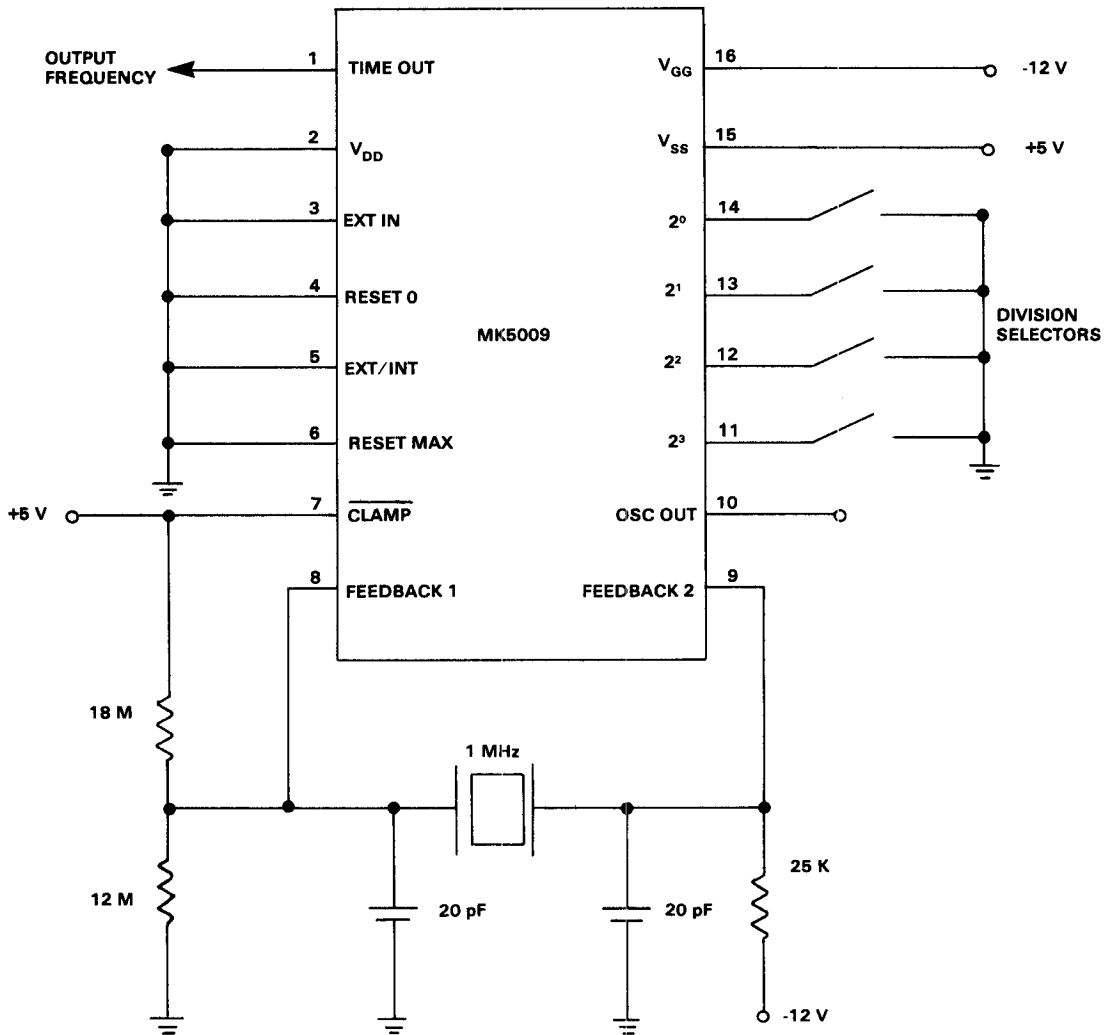 OUTPUT
FREQUENCY
1
TIME OUT
V_GG
16
-12 V
2
V_DD
V_SS
15
+5 V
3
EXT IN
2⁰
14
4
RESET 0
2¹
13
DIVISION
SELECTORS
MK5009
5
EXT/INT
2²
12
6
RESET MAX
2³
11
+5 V
7
CLAMP
OSC OUT
10
8
FEEDBACK 1
FEEDBACK 2
9
18 M
1 MHz
12 M
20 pF
20 pF
25 K
-12 V